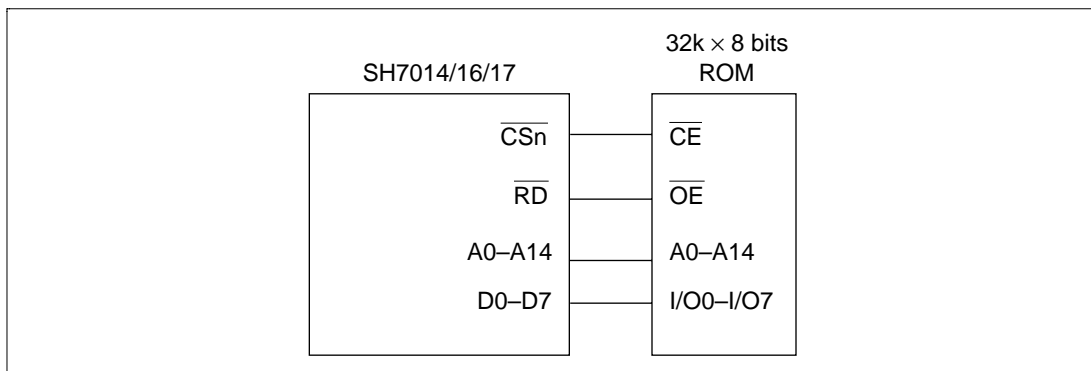 32k × 8 bits
SH7014/16/17 ROM
CSn CE
RD OE
A0–A14 A0–A14
D0–D7 I/O0–I/O7